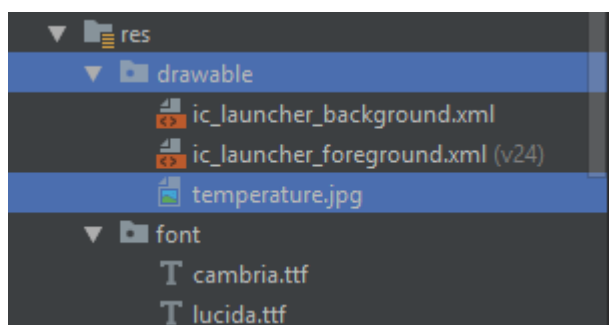 res
drawable
ic_launcher_background.xml
ic_launcher_foreground.xml (v24)
temperature.jpg
font
cambria.ttf
lucida.ttf